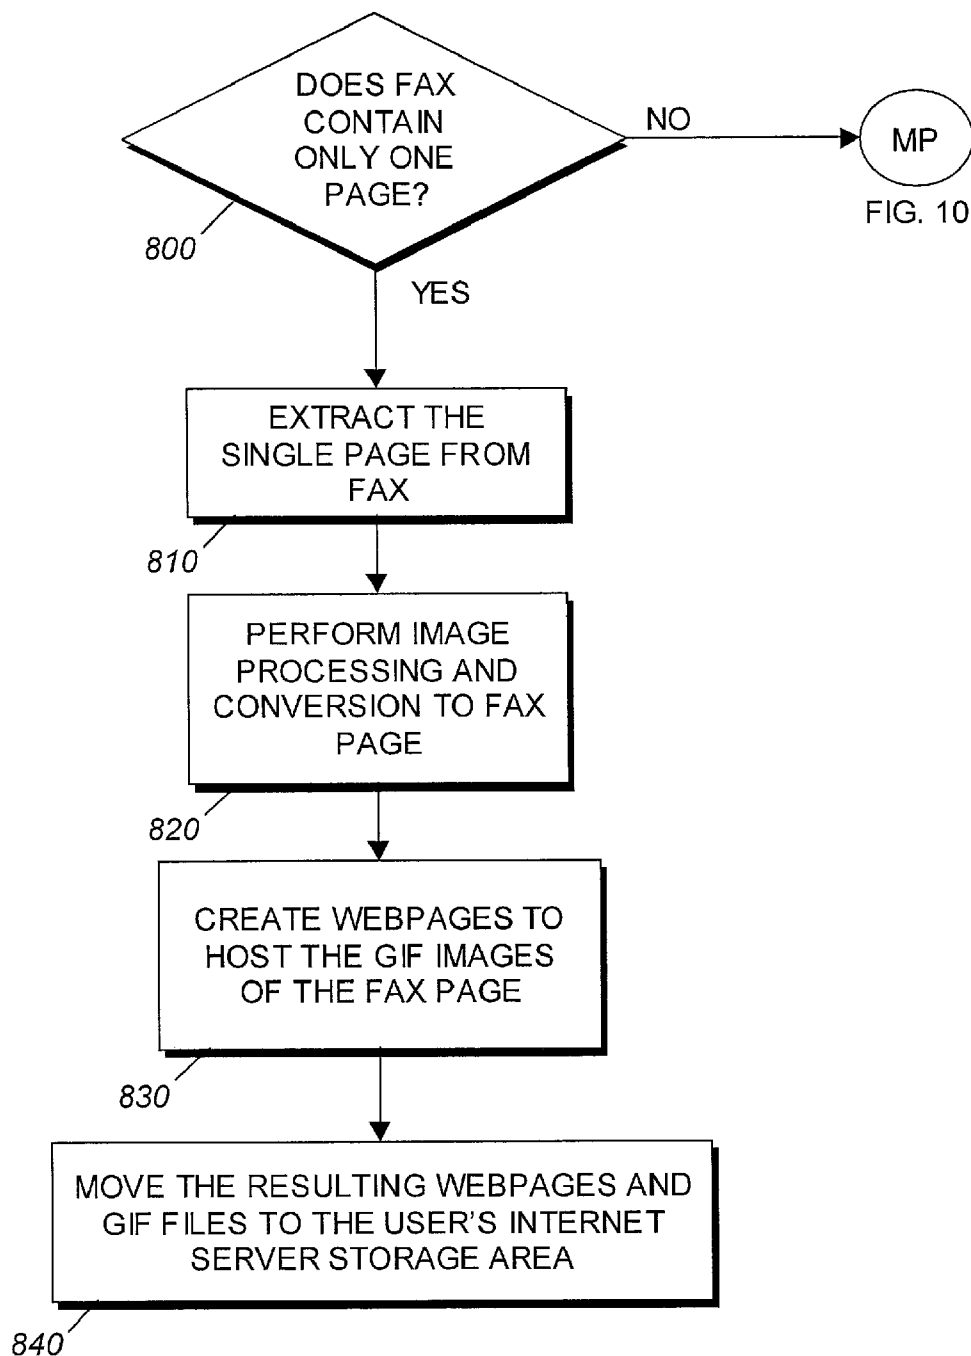 DOES FAX
CONTAIN
ONLY ONE
PAGE?
NO
MP
FIG. 10
800
YES
EXTRACT THE
SINGLE PAGE FROM
FAX
810
PERFORM IMAGE
PROCESSING AND
CONVERSION TO FAX
PAGE
820
CREATE WEBPAGES TO
HOST THE GIF IMAGES
OF THE FAX PAGE
830
MOVE THE RESULTING WEBPAGES AND
GIF FILES TO THE USER'S INTERNET
SERVER STORAGE AREA
840